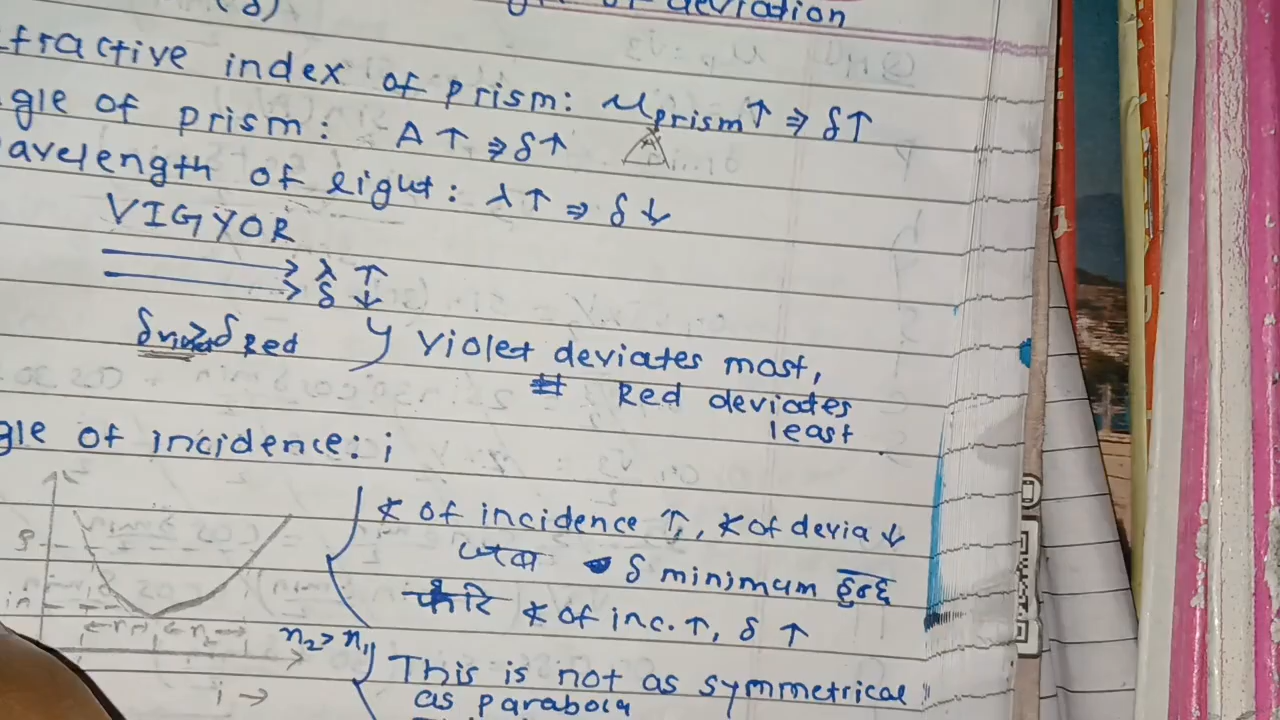 (δ) of deviation
fractive index of prism: μprism↑ ⇒ δ↑
gle of prism: A↑ ⇒ δ↑ A
avelength of light: λ↑ ⇒ δ↓
VIGYOR
λ ↑
δ ↓
δRed } Violet deviates most,
# Red deviates
least
gle of incidence: i
∡ of incidence ↑, ∡ of devia ↓
δ minimum हुन्छ
फेरि ∡ of inc. ↑, δ ↑
n₂ > n₁
This is not as symmetrical
as parabola
i →